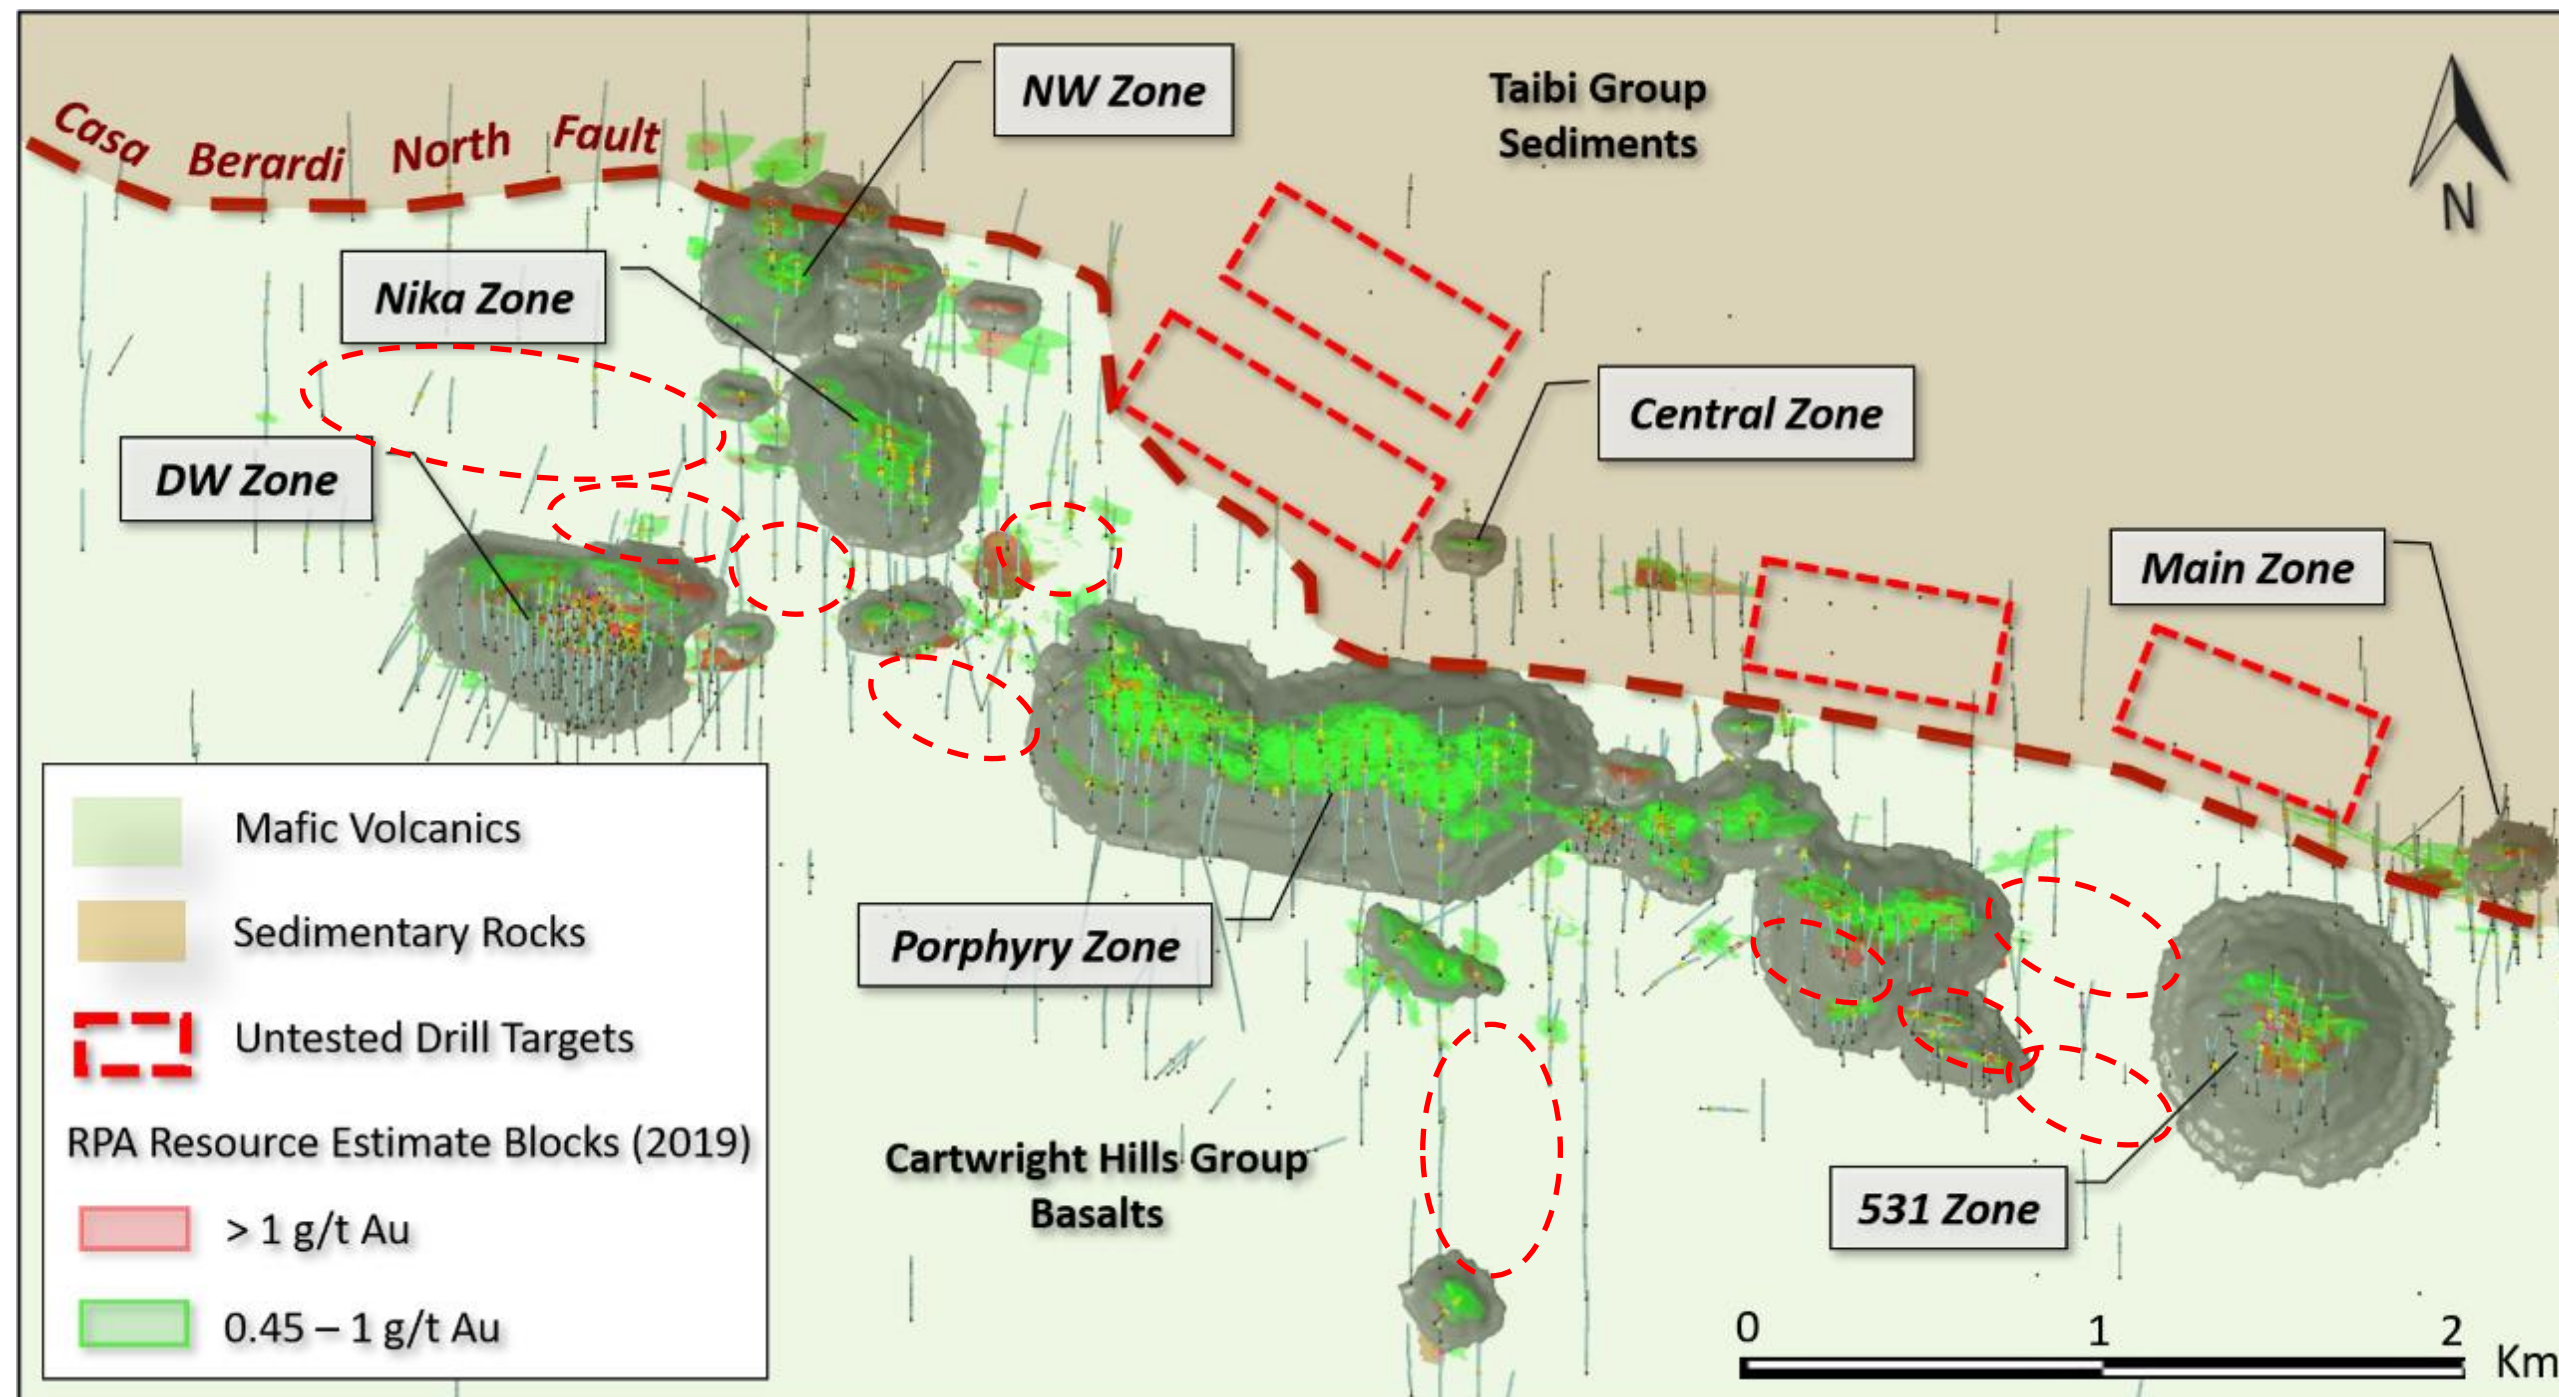 NW Zone
Taibi Group
Sediments
Casa Berardi North Fault
N
Nika Zone
Central Zone
DW Zone
Main Zone
Mafic Volcanics
Sedimentary Rocks
Porphyry Zone
Untested Drill Targets
RPA Resource Estimate Blocks (2019)
Cartwright Hills Group
Basalts
531 Zone
> 1 g/t Au
0.45 – 1 g/t Au
0 1 2
Km